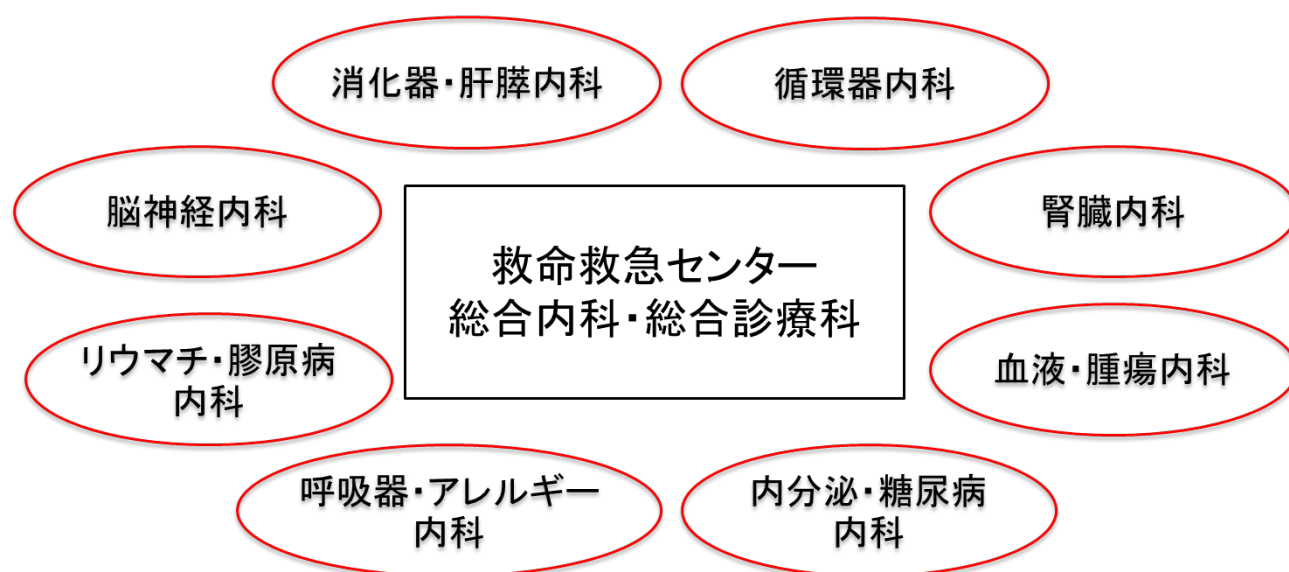 消化器・肝膵内科
循環器内科
脳神経内科
腎臓内科
救命救急センター
総合内科・総合診療科
リウマチ・膠原病
内科
血液・腫瘍内科
呼吸器・アレルギー
内科
内分泌・糖尿病
内科